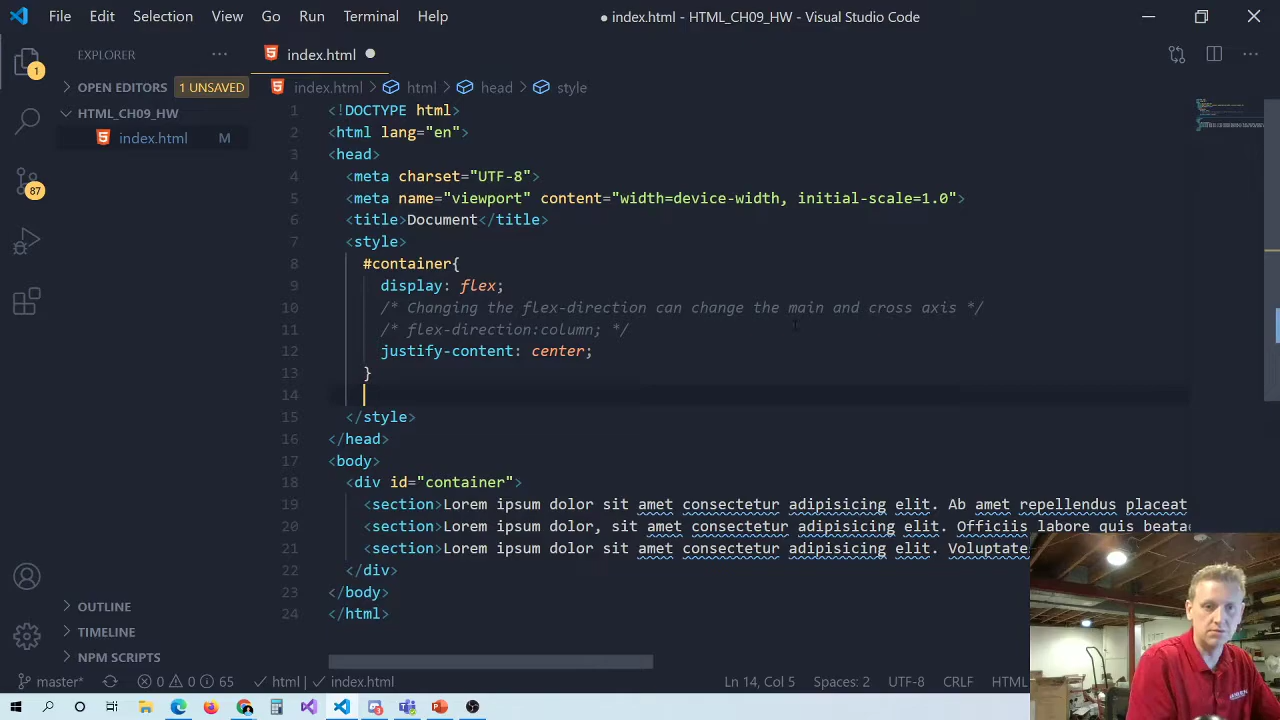 File Edit Selection View Go Run Terminal Help ● index.html - HTML_CH09_HW - Visual Studio Code
EXPLORER ··· index.html ●
OPEN EDITORS 1 UNSAVED index.html > html > head > style
HTML_CH09_HW
index.html M
1
87
1 <!DOCTYPE html>
2 <html lang="en">
3 <head>
4 <meta charset="UTF-8">
5 <meta name="viewport" content="width=device-width, initial-scale=1.0">
6 <title>Document</title>
7 <style>
8 #container{
9 display: flex;
10 /* Changing the flex-direction can change the main and cross axis */
11 /* flex-direction:column; */
12 justify-content: center;
13 }
14
15 </style>
16 </head>
17 <body>
18 <div id="container">
19 <section>Lorem ipsum dolor sit amet consectetur adipisicing elit. Ab amet repellendus placeat
20 <section>Lorem ipsum dolor, sit amet consectetur adipisicing elit. Officiis labore quis beata
21 <section>Lorem ipsum dolor sit amet consectetur adipisicing elit. Voluptate
22 </div>
23 </body>
24 </html>
OUTLINE
TIMELINE
NPM SCRIPTS
master* 0 0 65 html index.html Ln 14, Col 5 Spaces: 2 UTF-8 CRLF HTML